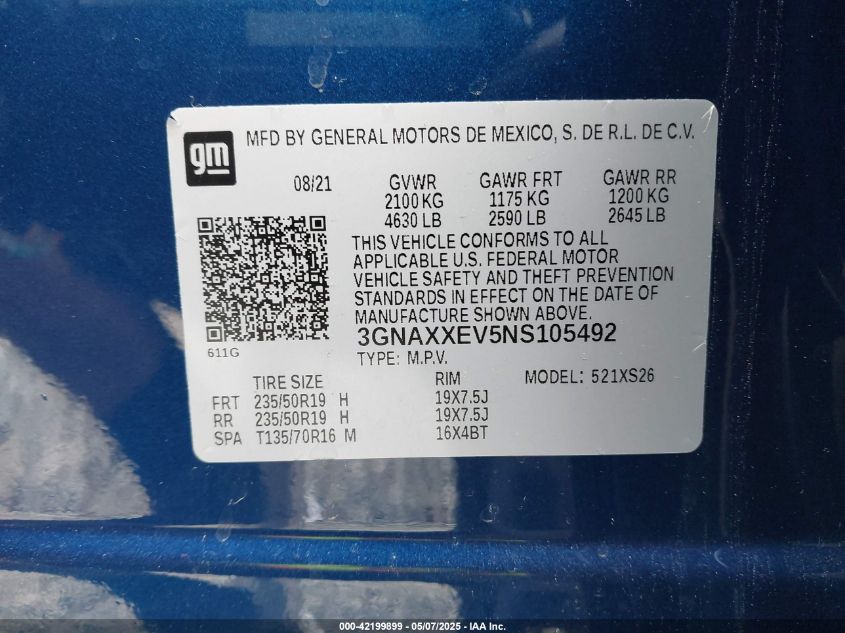 gm
MFD BY GENERAL MOTORS DE MEXICO, S. DE R.L. DE C.V.
08/21 GVWR GAWR FRT GAWR RR
2100 KG 1175 KG 1200 KG
4630 LB 2590 LB 2645 LB
THIS VEHICLE CONFORMS TO ALL
APPLICABLE U.S. FEDERAL MOTOR
VEHICLE SAFETY AND THEFT PREVENTION
STANDARDS IN EFFECT ON THE DATE OF
MANUFACTURE SHOWN ABOVE.
3GNAXXEV5NS105492
611G
TYPE: M.P.V.
TIRE SIZE RIM MODEL: 521XS26
FRT 235/50R19 H 19X7.5J
RR 235/50R19 H 19X7.5J
SPA T135/70R16 M 16X4BT
000-42199899 — 05/07/2025 — IAA Inc.